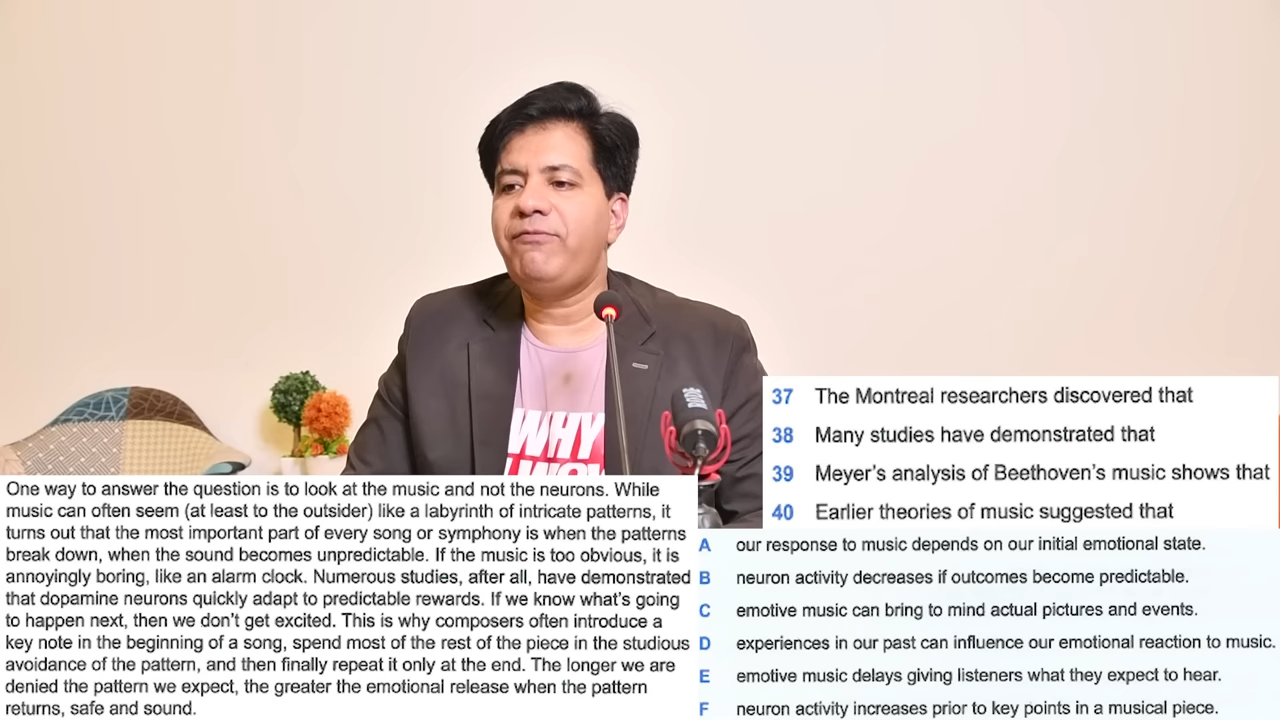 WHY
One way to answer the question is to look at the music and not the neurons. While
music can often seem (at least to the outsider) like a labyrinth of intricate patterns, it
turns out that the most important part of every song or symphony is when the patterns
break down, when the sound becomes unpredictable. If the music is too obvious, it is
annoyingly boring, like an alarm clock. Numerous studies, after all, have demonstrated
that dopamine neurons quickly adapt to predictable rewards. If we know what's going
to happen next, then we don't get excited. This is why composers often introduce a
key note in the beginning of a song, spend most of the rest of the piece in the studious
avoidance of the pattern, and then finally repeat it only at the end. The longer we are
denied the pattern we expect, the greater the emotional release when the pattern
returns, safe and sound.
37 The Montreal researchers discovered that
38 Many studies have demonstrated that
39 Meyer's analysis of Beethoven's music shows that
40 Earlier theories of music suggested that
A our response to music depends on our initial emotional state.
B neuron activity decreases if outcomes become predictable.
C emotive music can bring to mind actual pictures and events.
D experiences in our past can influence our emotional reaction to music.
E emotive music delays giving listeners what they expect to hear.
F neuron activity increases prior to key points in a musical piece.